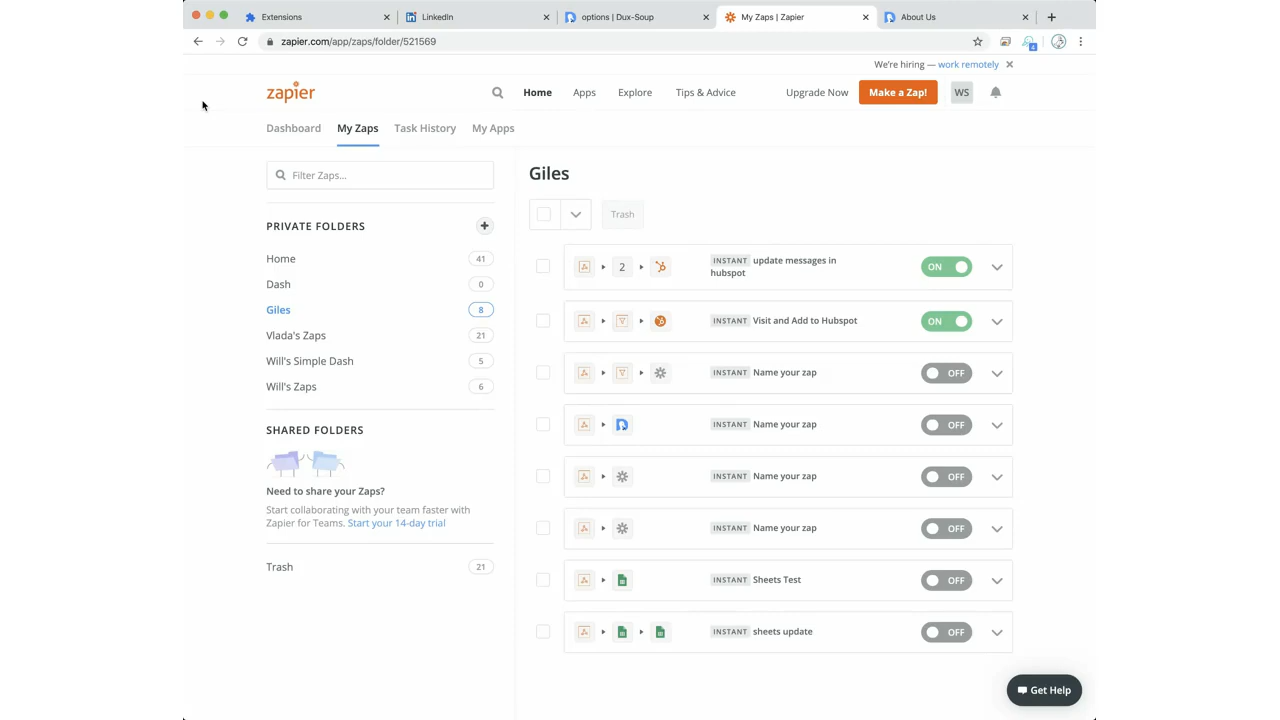 Extensions
LinkedIn
options | Dux-Soup
My Zaps | Zapier
About Us
zapier.com/app/zaps/folder/521569
4
We're hiring — work remotely
zapier
Home
Apps
Explore
Tips & Advice
Upgrade Now
Make a Zap!
WS
Dashboard
My Zaps
Task History
My Apps
Filter Zaps...
PRIVATE FOLDERS
Home 41
Dash 0
Giles 8
Vlada's Zaps 21
Will's Simple Dash 5
Will's Zaps 6
SHARED FOLDERS
Need to share your Zaps?
Start collaborating with your team faster with
Zapier for Teams. Start your 14-day trial
Trash 21
Giles
Trash
2 INSTANT update messages in
hubspot
ON
INSTANT Visit and Add to Hubspot ON
INSTANT Name your zap OFF
INSTANT Name your zap OFF
INSTANT Name your zap OFF
INSTANT Name your zap OFF
INSTANT Sheets Test OFF
INSTANT sheets update OFF
Get Help